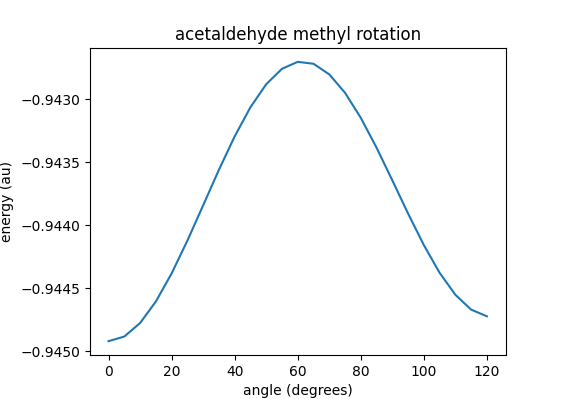 acetaldehyde methyl rotation
−0.9430
−0.9435
−0.9440
−0.9445
−0.9450
energy (au)
0 20 40 60 80 100 120
angle (degrees)